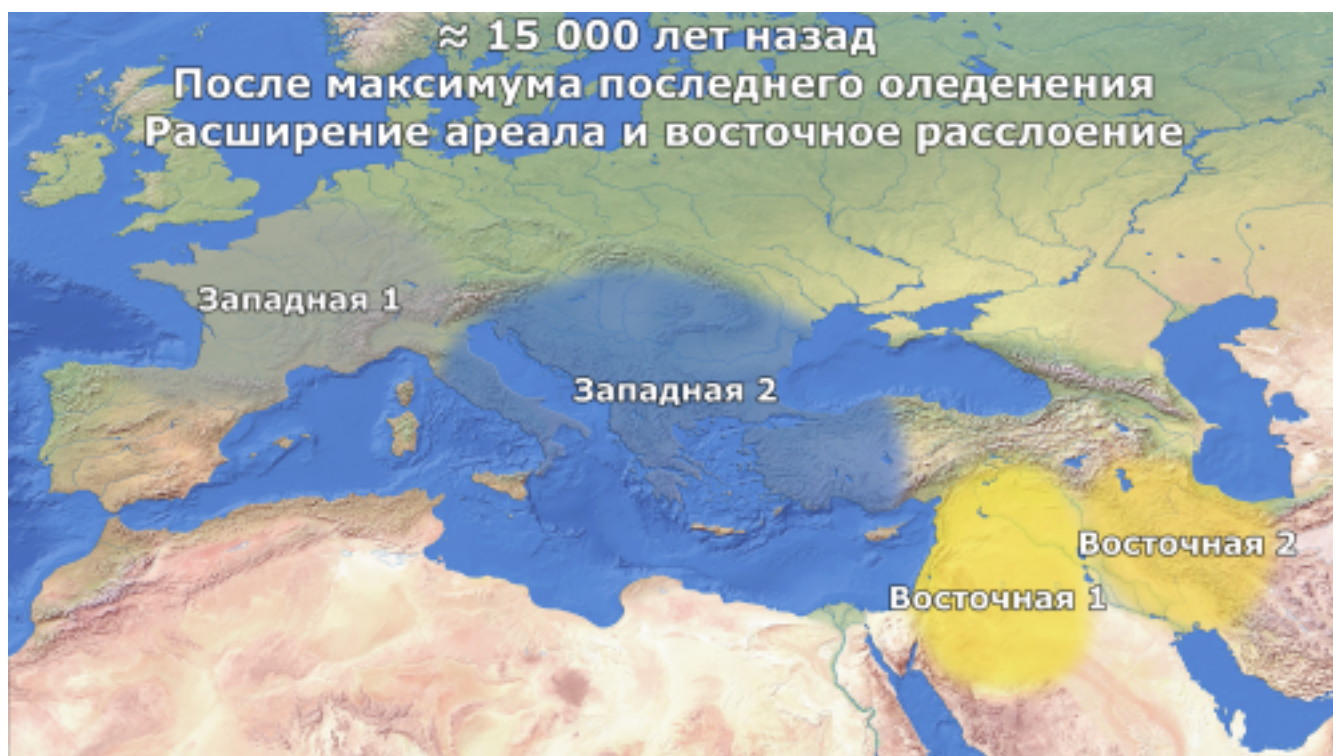 ≈ 15 000 лет назад
После максимума последнего оледенения
Расширение ареала и восточное расслоение
Западная 1
Западная 2
Восточная 2
Восточная 1